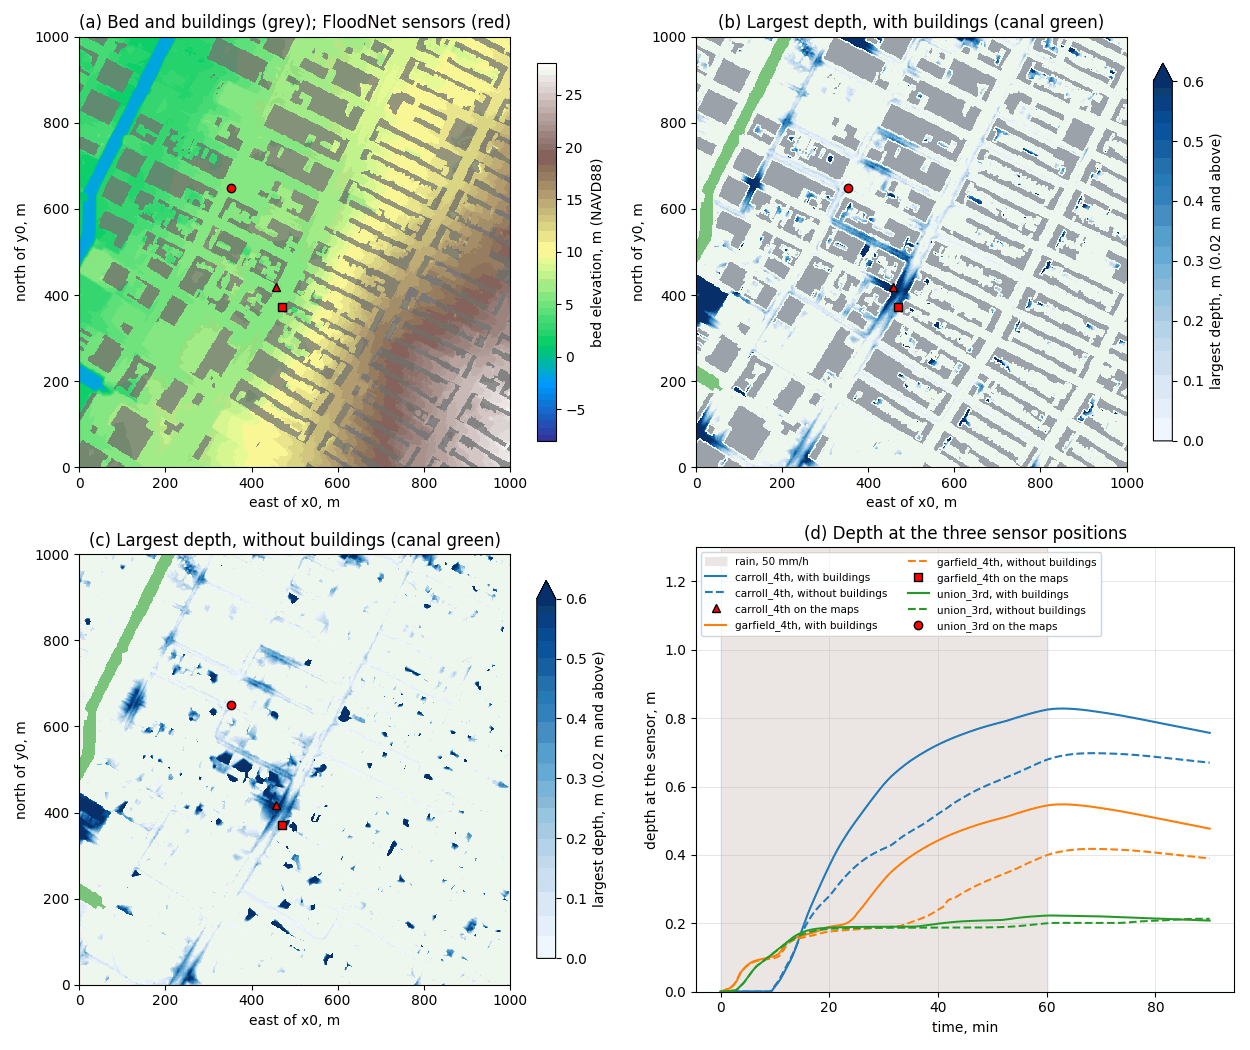 (a) Bed and buildings (grey); FloodNet sensors (red)
1000
800
600
400
200
0
0 200 400 600 800 1000
north of y0, m
east of x0, m
25
20
15
10
5
0
−5
bed elevation, m (NAVD88)
(b) Largest depth, with buildings (canal green)
1000
800
600
400
200
0
0 200 400 600 800 1000
north of y0, m
east of x0, m
0.6
0.5
0.4
0.3
0.2
0.1
0.0
largest depth, m (0.02 m and above)
(c) Largest depth, without buildings (canal green)
1000
800
600
400
200
0
0 200 400 600 800 1000
north of y0, m
east of x0, m
0.6
0.5
0.4
0.3
0.2
0.1
0.0
largest depth, m (0.02 m and above)
(d) Depth at the three sensor positions
rain, 50 mm/h
carroll_4th, with buildings
carroll_4th, without buildings
carroll_4th on the maps
garfield_4th, with buildings
garfield_4th, without buildings
garfield_4th on the maps
union_3rd, with buildings
union_3rd, without buildings
union_3rd on the maps
1.2
1.0
0.8
0.6
0.4
0.2
0.0
0 20 40 60 80
depth at the sensor, m
time, min